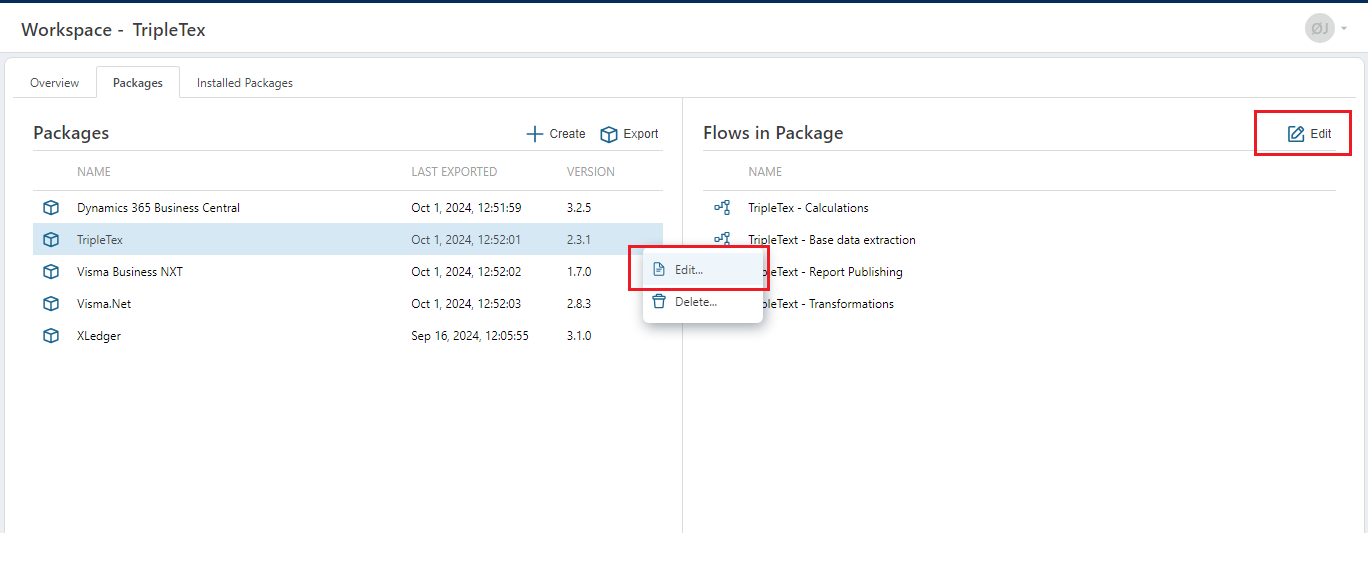 Workspace - TripleTex
ØJ
Overview Packages Installed Packages
Packages
Create Export
NAME LAST EXPORTED VERSION
Dynamics 365 Business Central Oct 1, 2024, 12:51:59 3.2.5
TripleTex Oct 1, 2024, 12:52:01 2.3.1
Visma Business NXT Oct 1, 2024, 12:52:02 1.7.0
Visma.Net Oct 1, 2024, 12:52:03 2.8.3
XLedger Sep 16, 2024, 12:05:55 3.1.0
Edit...
Delete...
Flows in Package
Edit
NAME
TripleTex - Calculations
TripleText - Base data extraction
pleText - Report Publishing
pleText - Transformations